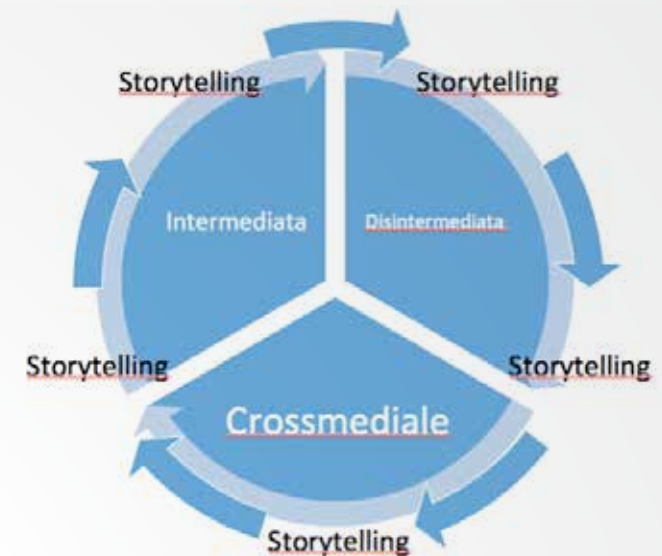 Storytelling
Storytelling
Intermediata
Disintermediata
Storytelling
Storytelling
Crossmediale
Storytelling